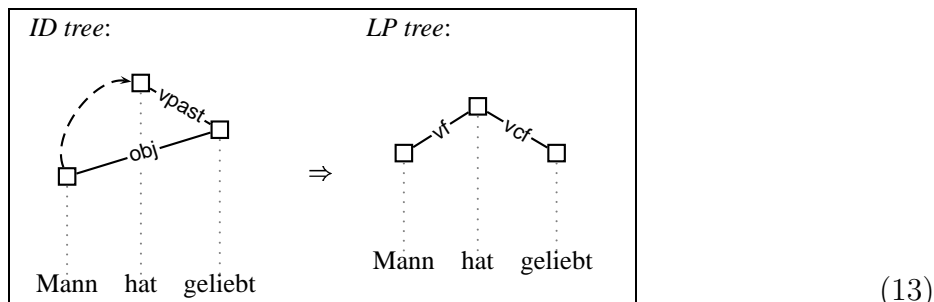 ID tree: LP tree:
vpast
vf vcf
obj
⇒
Mann hat geliebt
Mann hat geliebt
(13)